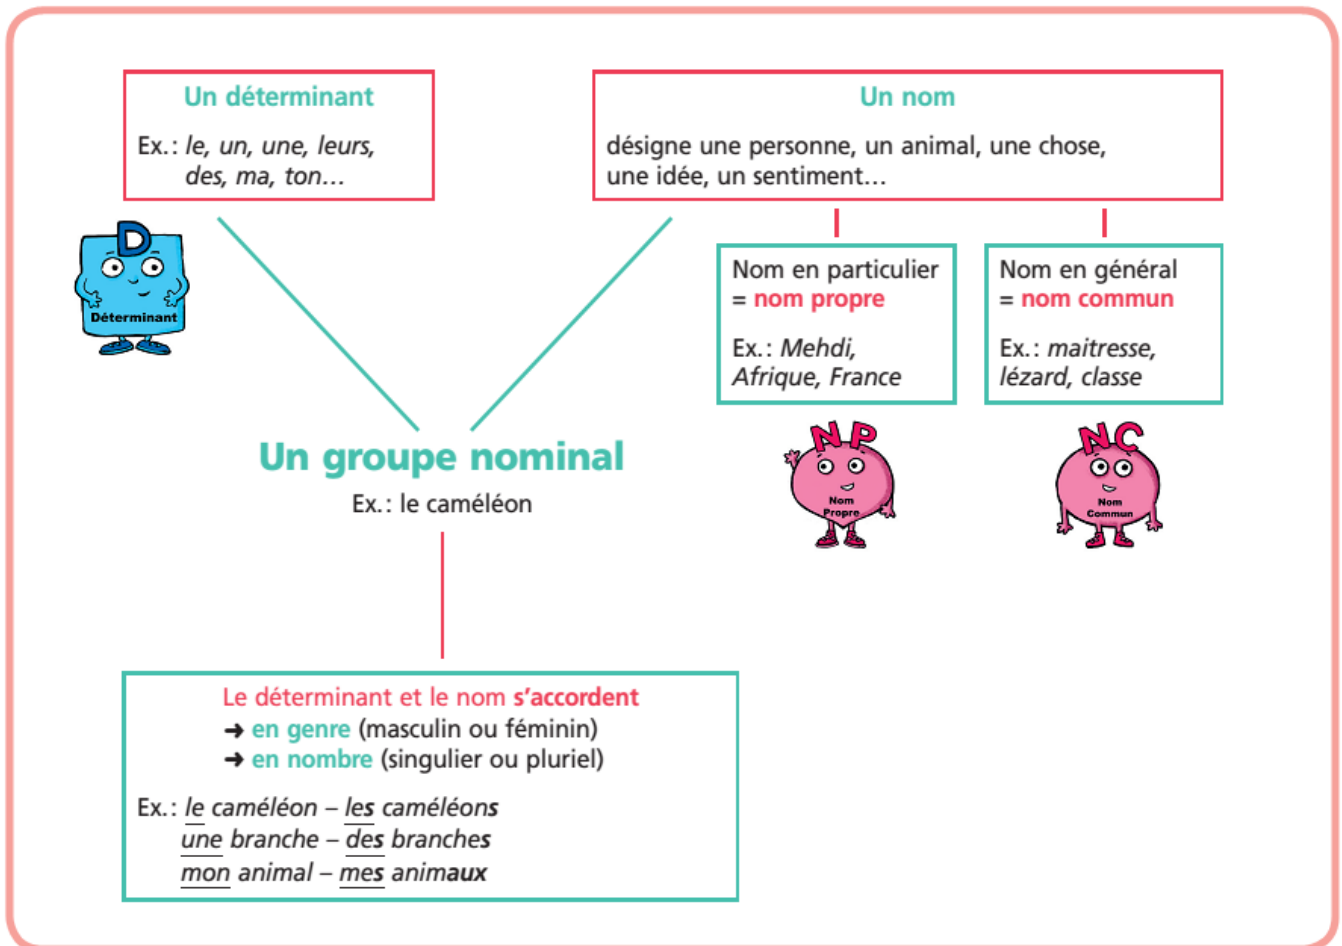 Un déterminant
Ex. : le, un, une, leurs,
des, ma, ton…
Un nom
désigne une personne, un animal, une chose,
une idée, un sentiment…
D
Déterminant
Nom en particulier
= nom propre
Ex. : Mehdi,
Afrique, France
Nom en général
= nom commun
Ex. : maitresse,
lézard, classe
NP
Nom
Propre
NC
Nom
Commun
Un groupe nominal
Ex. : le caméléon
Le déterminant et le nom s'accordent
➜ en genre (masculin ou féminin)
➜ en nombre (singulier ou pluriel)
Ex. : le caméléon – les caméléons
une branche – des branches
mon animal – mes animaux